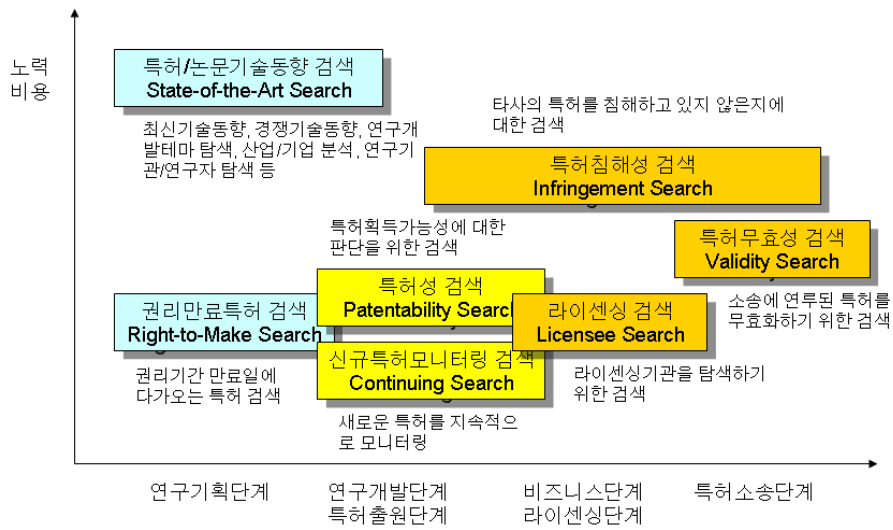 노력
비용
특허/논문기술동향 검색
State-of-the-Art Search
최신기술동향, 경쟁기술동향, 연구개
발테마 탐색, 산업/기업 분석, 연구기
관/연구자 탐색 등
타사의 특허를 침해하고 있지 않은지에
대한 검색
특허침해성 검색
Infringement Search
특허획득가능성에 대한
판단을 위한 검색
특허무효성 검색
Validity Search
소송에 연루된 특허를
무효화하기 위한 검색
특허성 검색
Patentability Search
권리만료특허 검색
Right-to-Make Search
라이센싱 검색
Licensee Search
신규특허모니터링 검색
Continuing Search
권리기간 만료일에
다가오는 특허 검색
라이센싱기관을 탐색하기
위한 검색
새로운 특허를 지속적으
로 모니터링
연구기획단계
연구개발단계
특허출원단계
비즈니스단계
라이센싱단계
특허소송단계